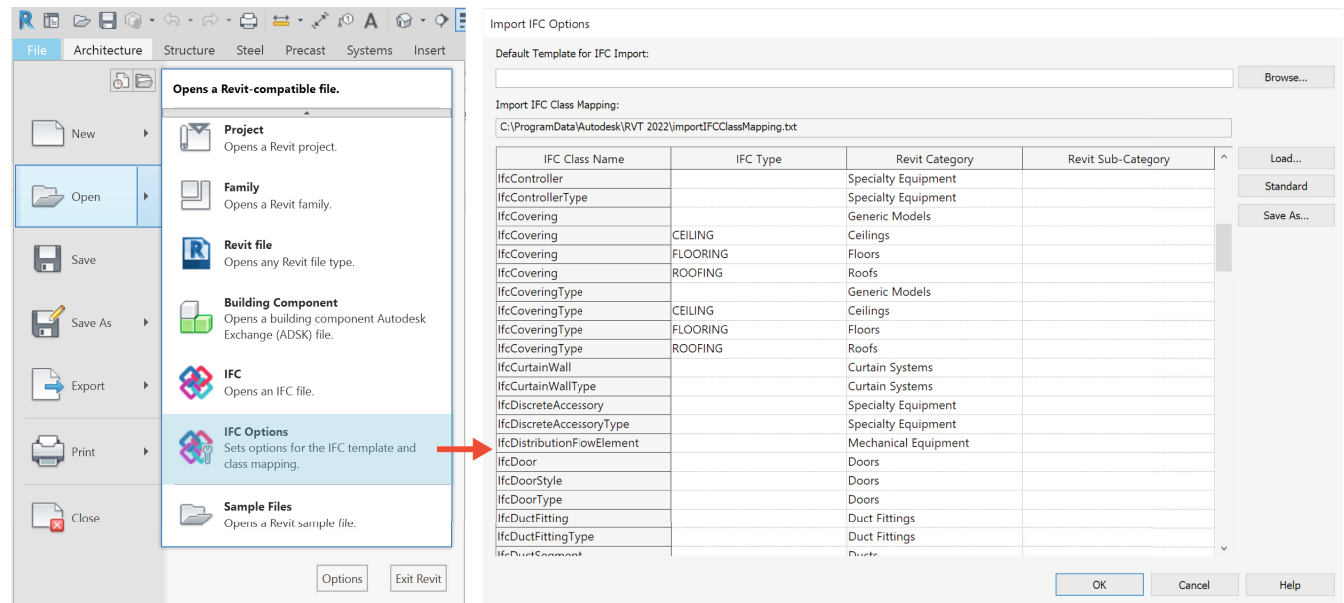 File Architecture Structure Steel Precast Systems Insert
Opens a Revit-compatible file.
New
Open
Save
Save As
Export
Print
Close
Project
Opens a Revit project.
Family
Opens a Revit family.
Revit file
Opens any Revit file type.
Building Component
Opens a building component Autodesk
Exchange (ADSK) file.
IFC
Opens an IFC file.
IFC Options
Sets options for the IFC template and
class mapping.
Sample Files
Opens a Revit sample file.
Options Exit Revit
Import IFC Options
Default Template for IFC Import:
Browse...
Import IFC Class Mapping:
C:\ProgramData\Autodesk\RVT 2022\importIFCClassMapping.txt
IFC Class Name IFC Type Revit Category Revit Sub-Category
IfcController Specialty Equipment
IfcControllerType Specialty Equipment
IfcCovering Generic Models
IfcCovering CEILING Ceilings
IfcCovering FLOORING Floors
IfcCovering ROOFING Roofs
IfcCoveringType Generic Models
IfcCoveringType CEILING Ceilings
IfcCoveringType FLOORING Floors
IfcCoveringType ROOFING Roofs
IfcCurtainWall Curtain Systems
IfcCurtainWallType Curtain Systems
IfcDiscreteAccessory Specialty Equipment
IfcDiscreteAccessoryType Specialty Equipment
IfcDistributionFlowElement Mechanical Equipment
IfcDoor Doors
IfcDoorStyle Doors
IfcDoorType Doors
IfcDuctFitting Duct Fittings
IfcDuctFittingType Duct Fittings
IfcDuctSegment Ducts
Load...
Standard
Save As...
OK Cancel Help